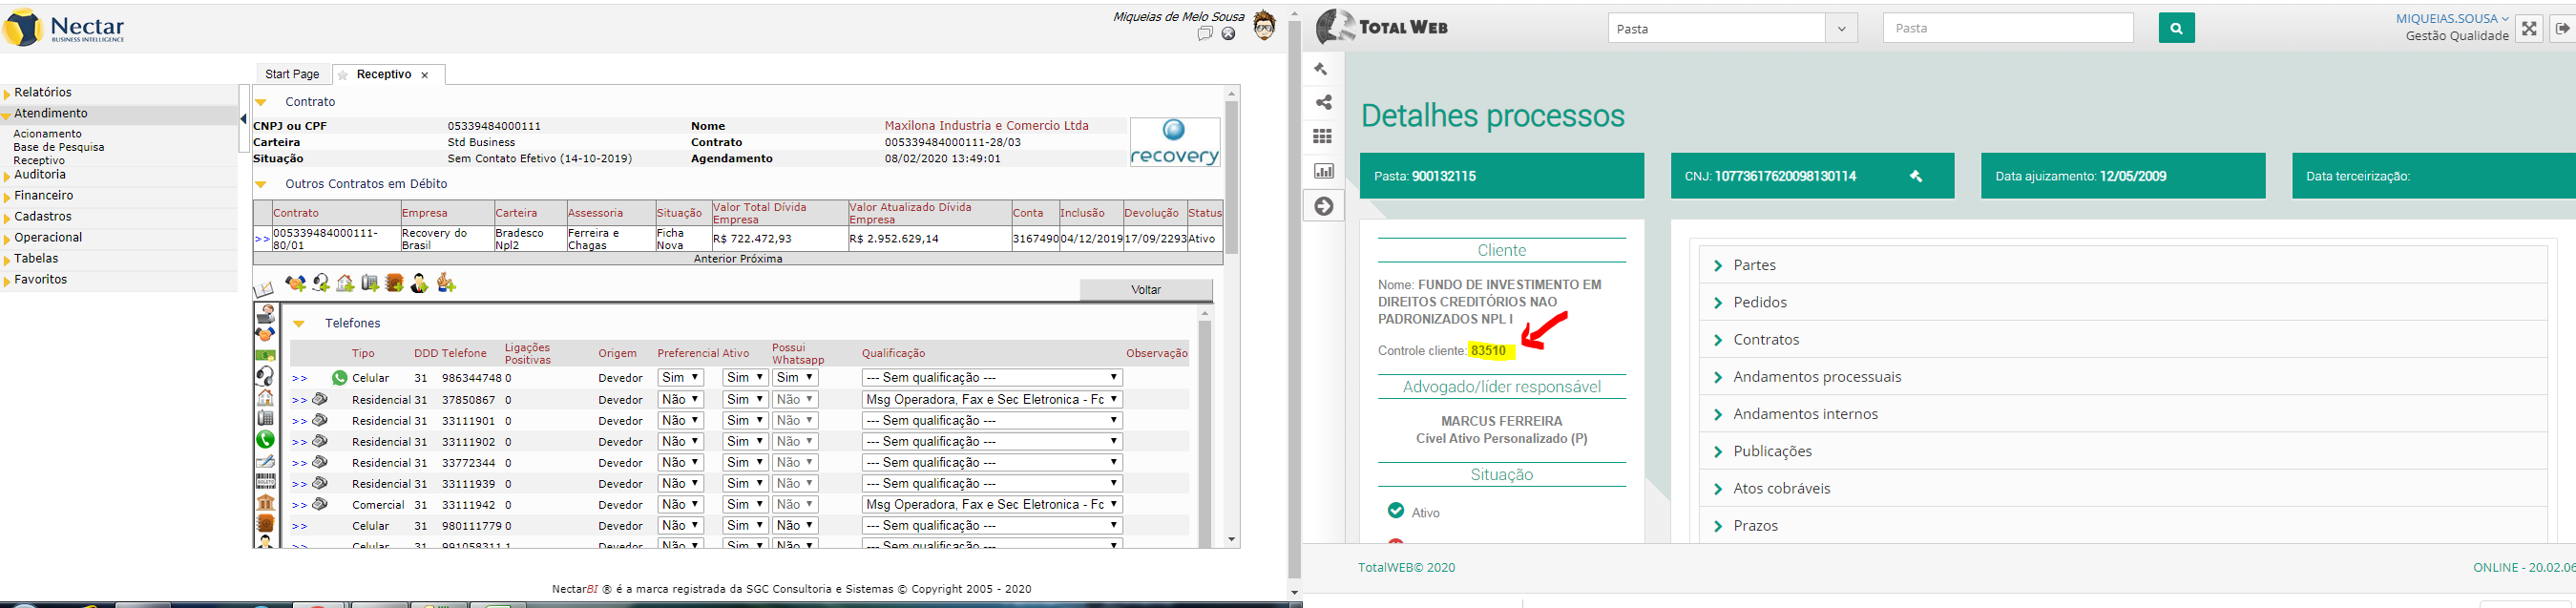 Nectar
BUSINESS INTELLIGENCE
Miqueias de Melo Sousa
Start Page
Receptivo x
Relatórios
Atendimento
Acionamento
Base de Pesquisa
Receptivo
Auditoria
Financeiro
Cadastros
Operacional
Tabelas
Favoritos
Contrato
CNPJ ou CPF 05339484000111 Nome Maxilona Industria e Comercio Ltda
Carteira Std Business Contrato 005339484000111-28/03
Situação Sem Contato Efetivo (14-10-2019) Agendamento 08/02/2020 13:49:01
recovery
Outros Contratos em Débito
Contrato Empresa Carteira Assessoria Situação Valor Total Dívida Empresa Valor Atualizado Dívida Empresa Conta Inclusão Devolução Status
>> 005339484000111-80/01 Recovery do Brasil Bradesco Npl2 Ferreira e Chagas Ficha Nova R$ 722.472,93 R$ 2.952.629,14 3167490 04/12/2019 17/09/2293 Ativo
Anterior Próxima
Voltar
Telefones
Tipo DDD Telefone Ligações Positivas Origem Preferencial Ativo Possui Whatsapp Qualificação Observação
>> Celular 31 986344748 0 Devedor Sim Sim Sim --- Sem qualificação ---
>> Residencial 31 37850867 0 Devedor Não Sim Não Msg Operadora, Fax e Sec Eletronica - Fc
>> Residencial 31 33111901 0 Devedor Não Sim Não --- Sem qualificação ---
>> Residencial 31 33111902 0 Devedor Não Sim Não --- Sem qualificação ---
>> Residencial 31 33772344 0 Devedor Não Sim Não --- Sem qualificação ---
>> Residencial 31 33111939 0 Devedor Não Sim Não --- Sem qualificação ---
>> Comercial 31 33111942 0 Devedor Não Sim Não Msg Operadora, Fax e Sec Eletronica - Fc
>> Celular 31 980111779 0 Devedor Não Sim Não --- Sem qualificação ---
>> Celular 31 991058311 1 Devedor Não Sim Não --- Sem qualificação ---
BOLETO
NectarBI ® é a marca registrada da SGC Consultoria e Sistemas © Copyright 2005 - 2020
TOTAL WEB
Pasta
Pasta
MIQUEIAS.SOUSA
Gestão Qualidade
Detalhes processos
Pasta: 900132115
CNJ: 10773617620098130114
Data ajuizamento: 12/05/2009
Data terceirização:
Cliente
Nome: FUNDO DE INVESTIMENTO EM
DIREITOS CREDITÓRIOS NAO
PADRONIZADOS NPL I
Controle cliente: 83510
Advogado/líder responsável
MARCUS FERREIRA
Cível Ativo Personalizado (P)
Situação
Ativo
Partes
Pedidos
Contratos
Andamentos processuais
Andamentos internos
Publicações
Atos cobráveis
Prazos
TotalWEB© 2020
ONLINE - 20.02.06